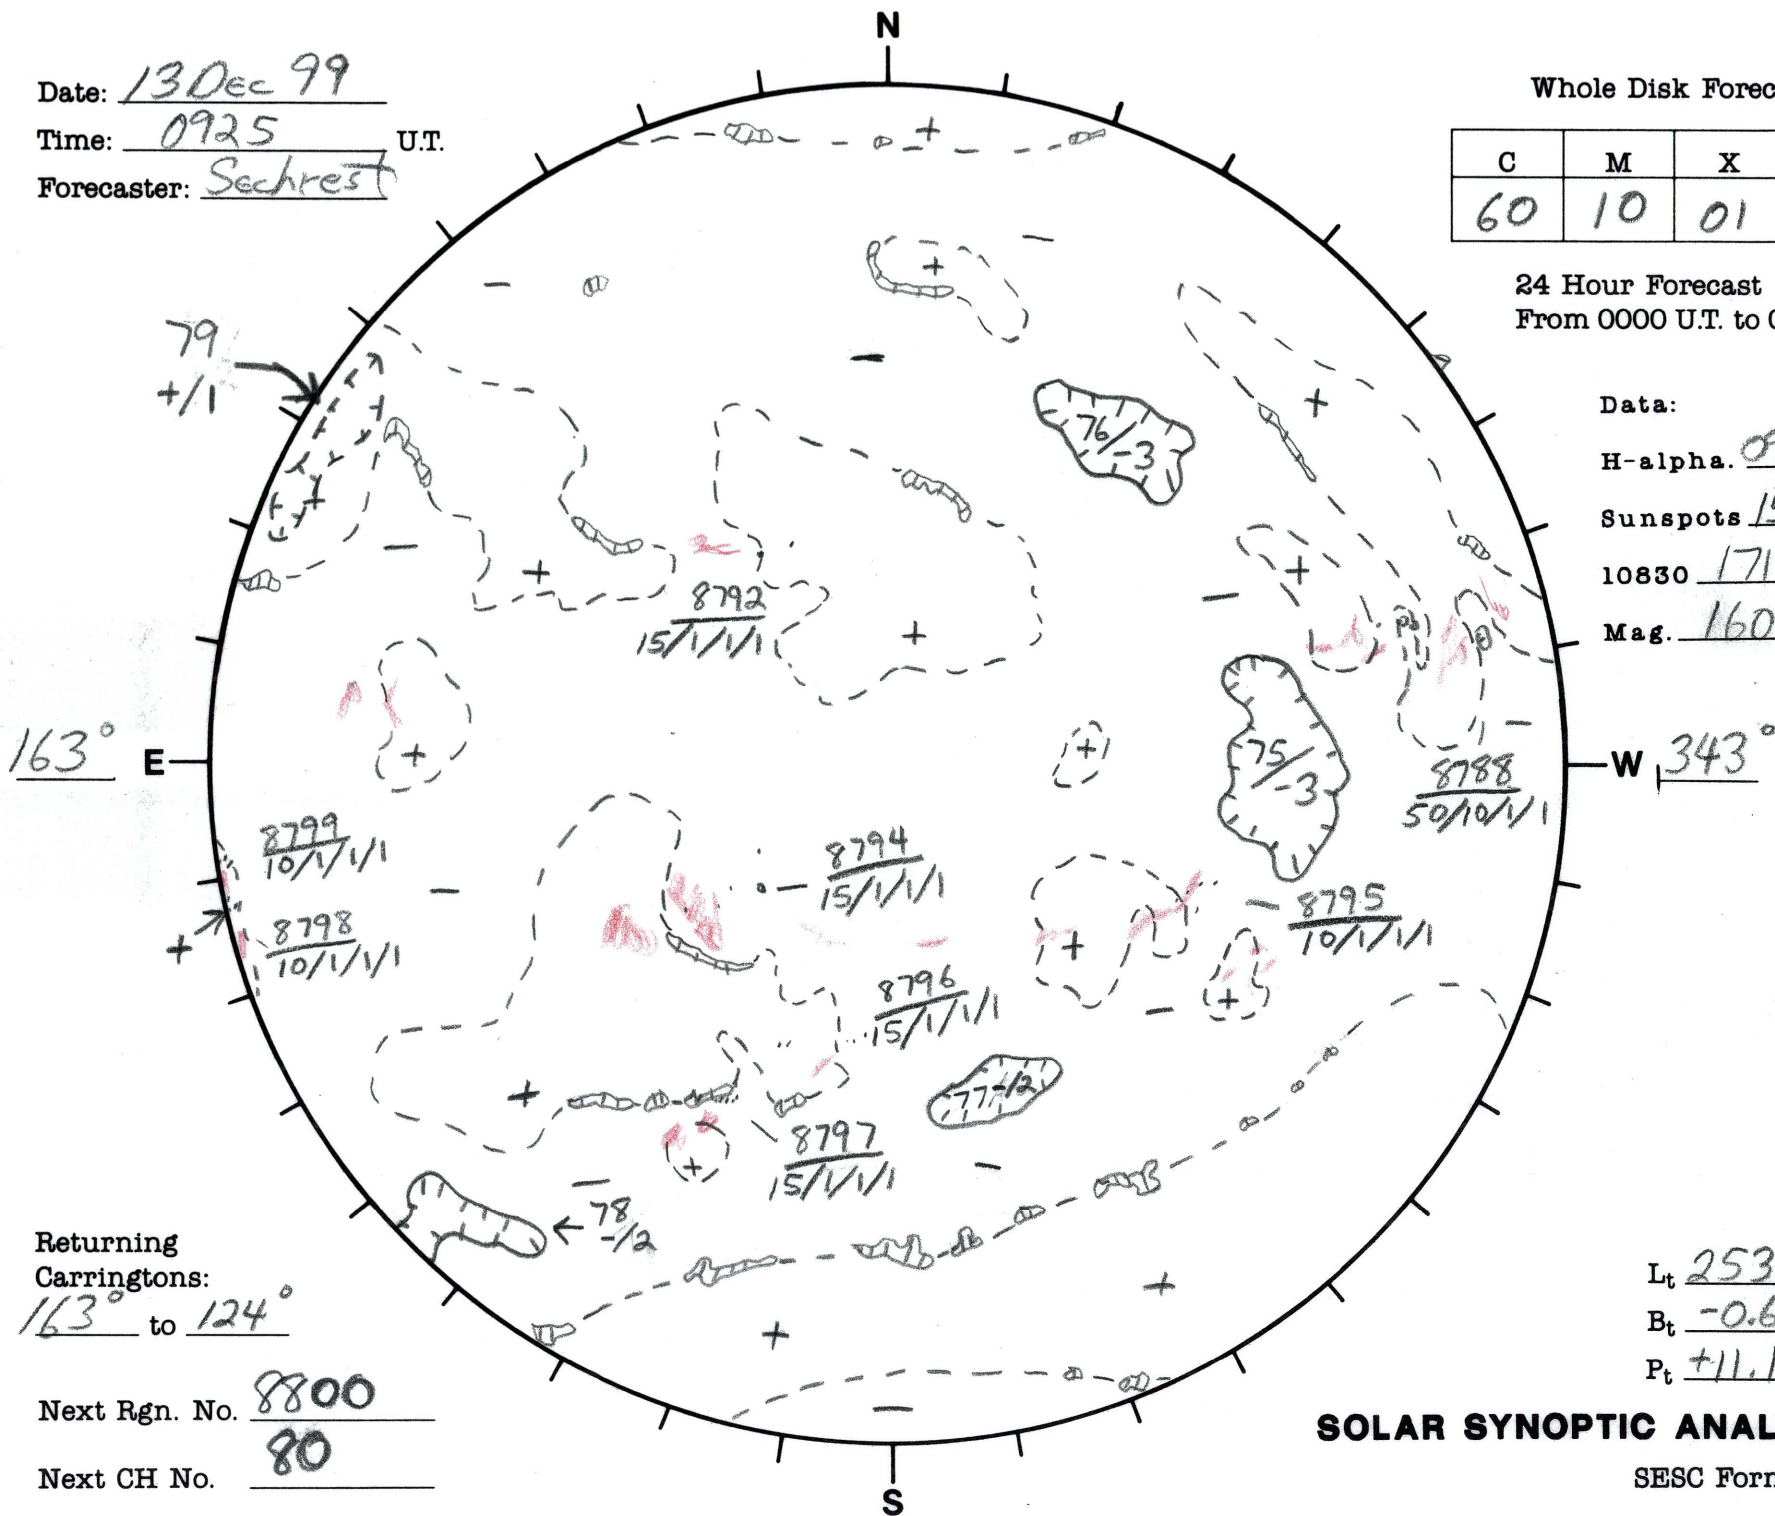 N
Date: 13 Dec 99
Time: 0925 U.T.
Forecaster: Sechrest
Whole Disk Forec
C M X
60 10 01
24 Hour Forecast
From 0000 U.T. to 0
79
+/1
76/-3
Data:
H-alpha.
Sunspots 15
10830 171
Mag. 160
8792
15/1/1/1
163° E
W 343°
75/-3
8788
50/10/1/1
8799
10/1/1/1
8794
15/1/1/1
8795
10/1/1/1
8798
10/1/1/1
8796
15/1/1/1
77-/2
8797
15/1/1/1
78
-/2
Returning
Carringtons:
163° to 124°
Lt 253
Bt -0.6
Pt +11.1
Next Rgn. No. 8800
Next CH No. 80
SOLAR SYNOPTIC ANAL
SESC Forn
S